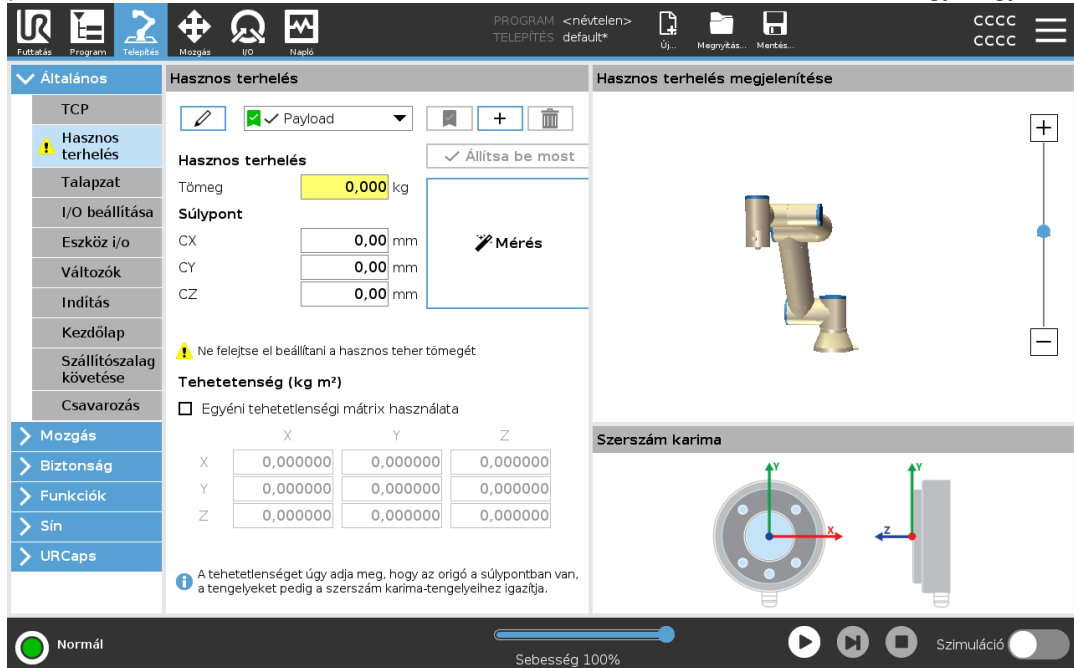 Futtatás
Program
Telepítés
Mozgás
I/O
Napló
PROGRAM <névtelen>
TELEPÍTÉS default*
Új...
Megnyitás...
Mentés...
CCCC
CCCC
Általános
TCP
Hasznos
terhelés
Talapzat
I/O beállítása
Eszköz i/o
Változók
Indítás
Kezdőlap
Szállítószalag
követése
Csavarozás
Mozgás
Biztonság
Funkciók
Sín
URCaps
Hasznos terhelés
Payload
Állítsa be most
Hasznos terhelés
Tömeg 0,000 kg
Súlypont
CX 0,00 mm
CY 0,00 mm
CZ 0,00 mm
Mérés
Ne felejtse el beállítani a hasznos teher tömegét
Tehetetenség (kg m²)
Egyéni tehetetlenségi mátrix használata
X Y Z
X 0,000000 0,000000 0,000000
Y 0,000000 0,000000 0,000000
Z 0,000000 0,000000 0,000000
A tehetetlenséget úgy adja meg, hogy az origó a súlypontban van,
a tengelyeket pedig a szerszám karima-tengelyeihez igazítja.
Hasznos terhelés megjelenítése
Szerszám karima
Y
X
Y
Z
Normál
Sebesség 100%
Szimuláció